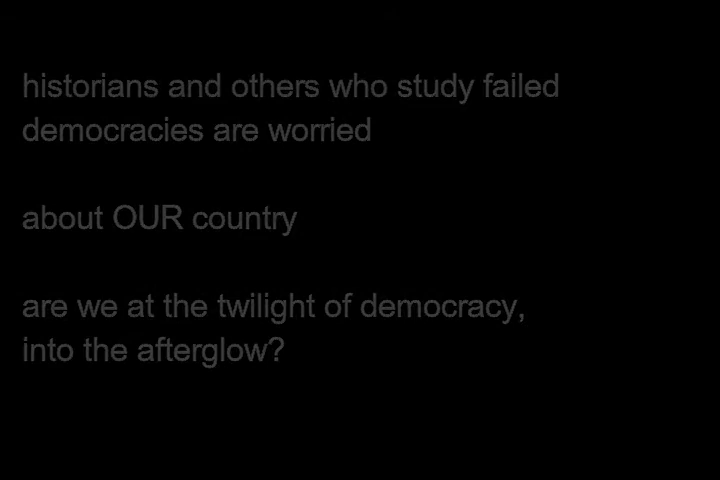 historians and others who study failed
democracies are worried
about OUR country
are we at the twilight of democracy,
into the afterglow?